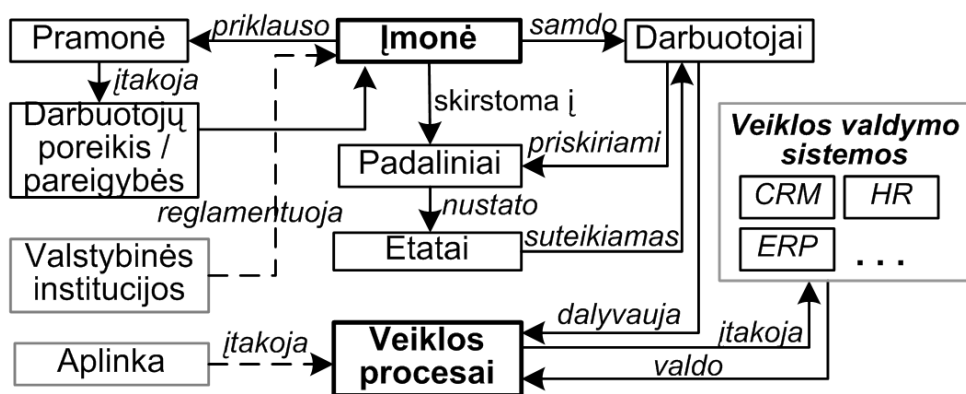 Pramonė
priklauso
Įmonė
samdo
Darbuotojai
įtakoja
skirstoma į
Darbuotojų
poreikis /
pareigybės
Padaliniai
priskiriami
Veiklos valdymo
sistemos
CRM
HR
ERP
. . .
reglamentuoja
nustato
Etatai
suteikiamas
Valstybinės
institucijos
Aplinka
įtakoja
Veiklos
procesai
dalyvauja
įtakoja
valdo